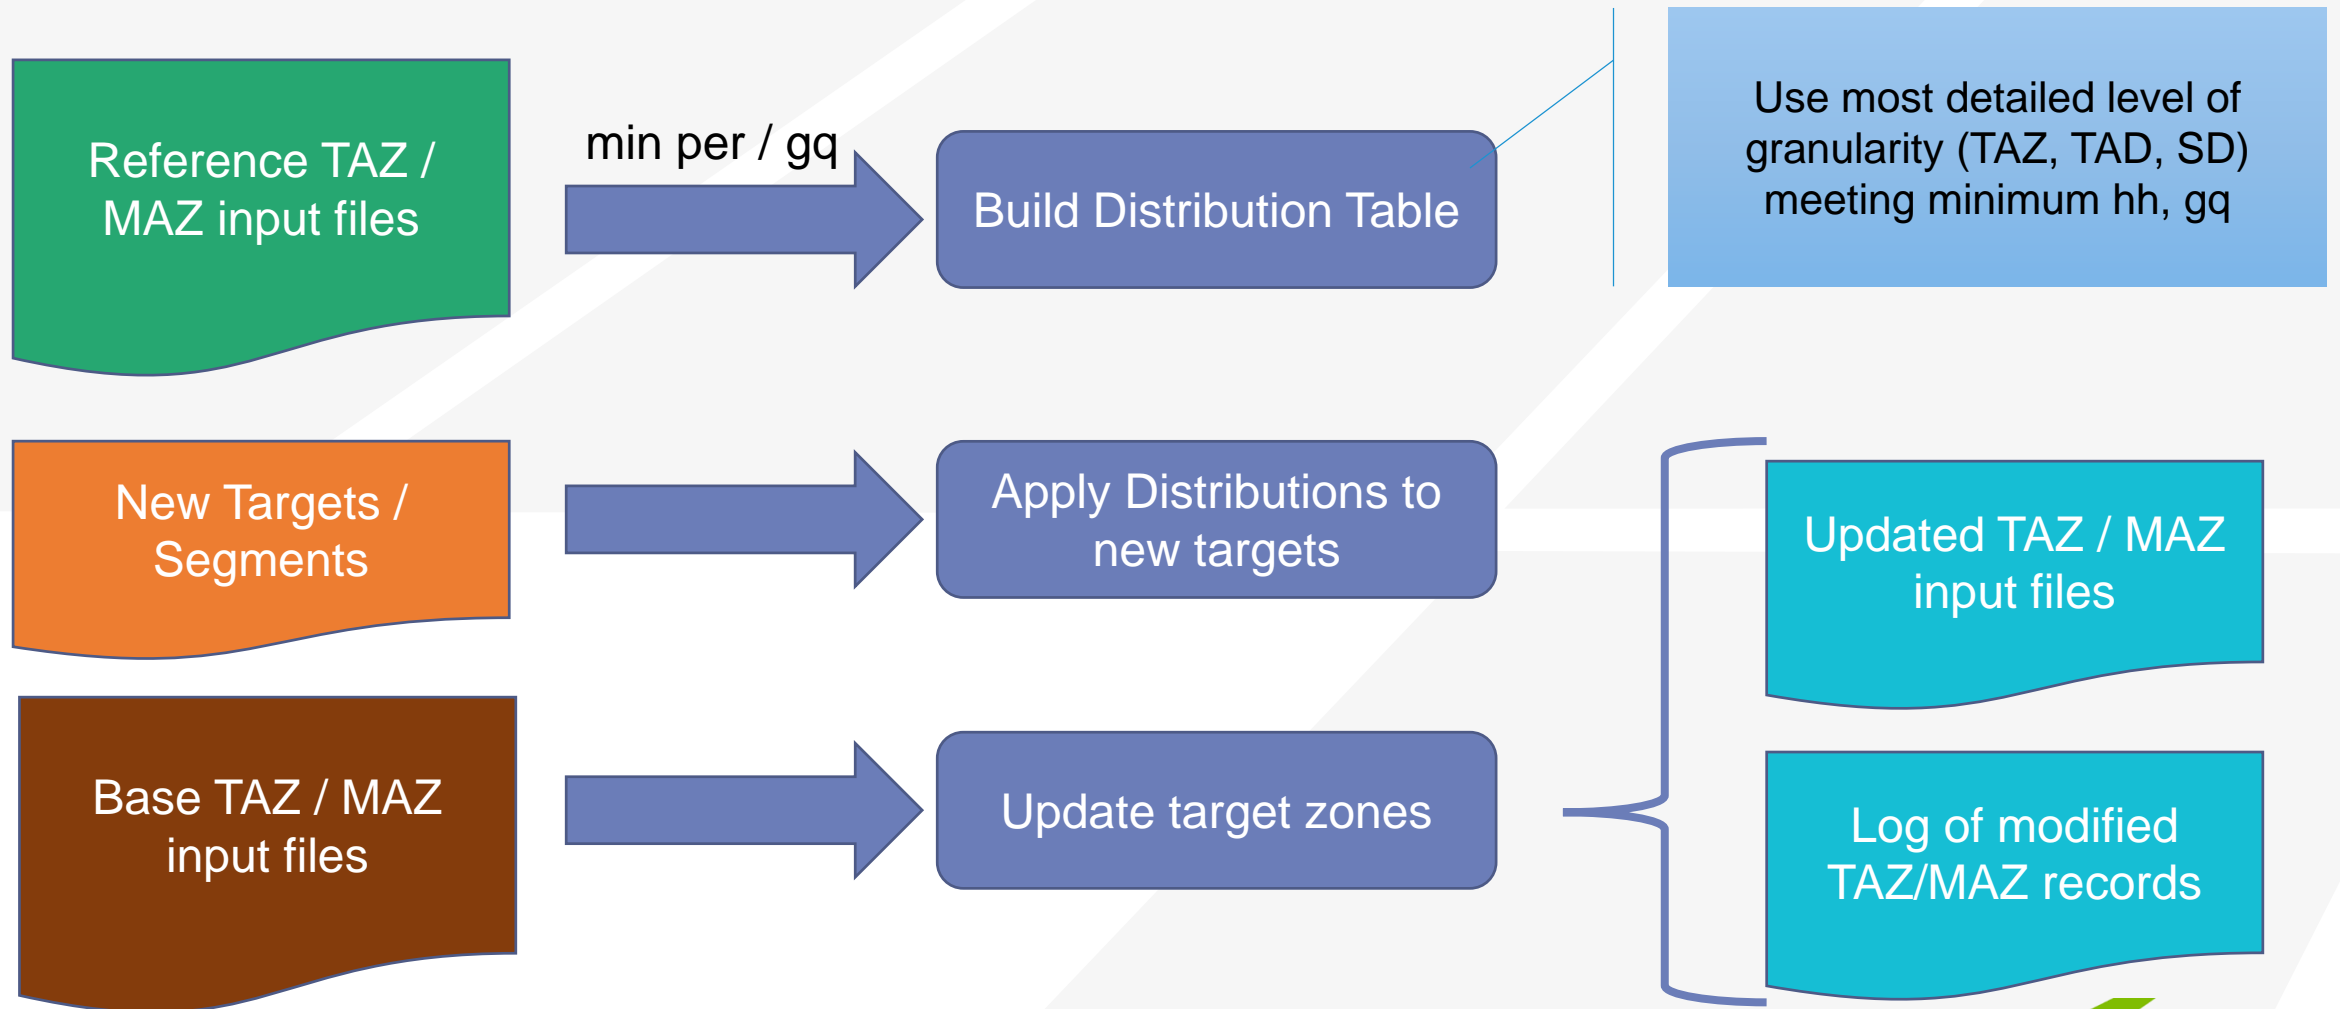 Reference TAZ /
MAZ input files
min per / gq
Build Distribution Table
Use most detailed level of
granularity (TAZ, TAD, SD)
meeting minimum hh, gq
New Targets /
Segments
Apply Distributions to
new targets
Base TAZ / MAZ
input files
Update target zones
Updated TAZ / MAZ
input files
Log of modified
TAZ/MAZ records